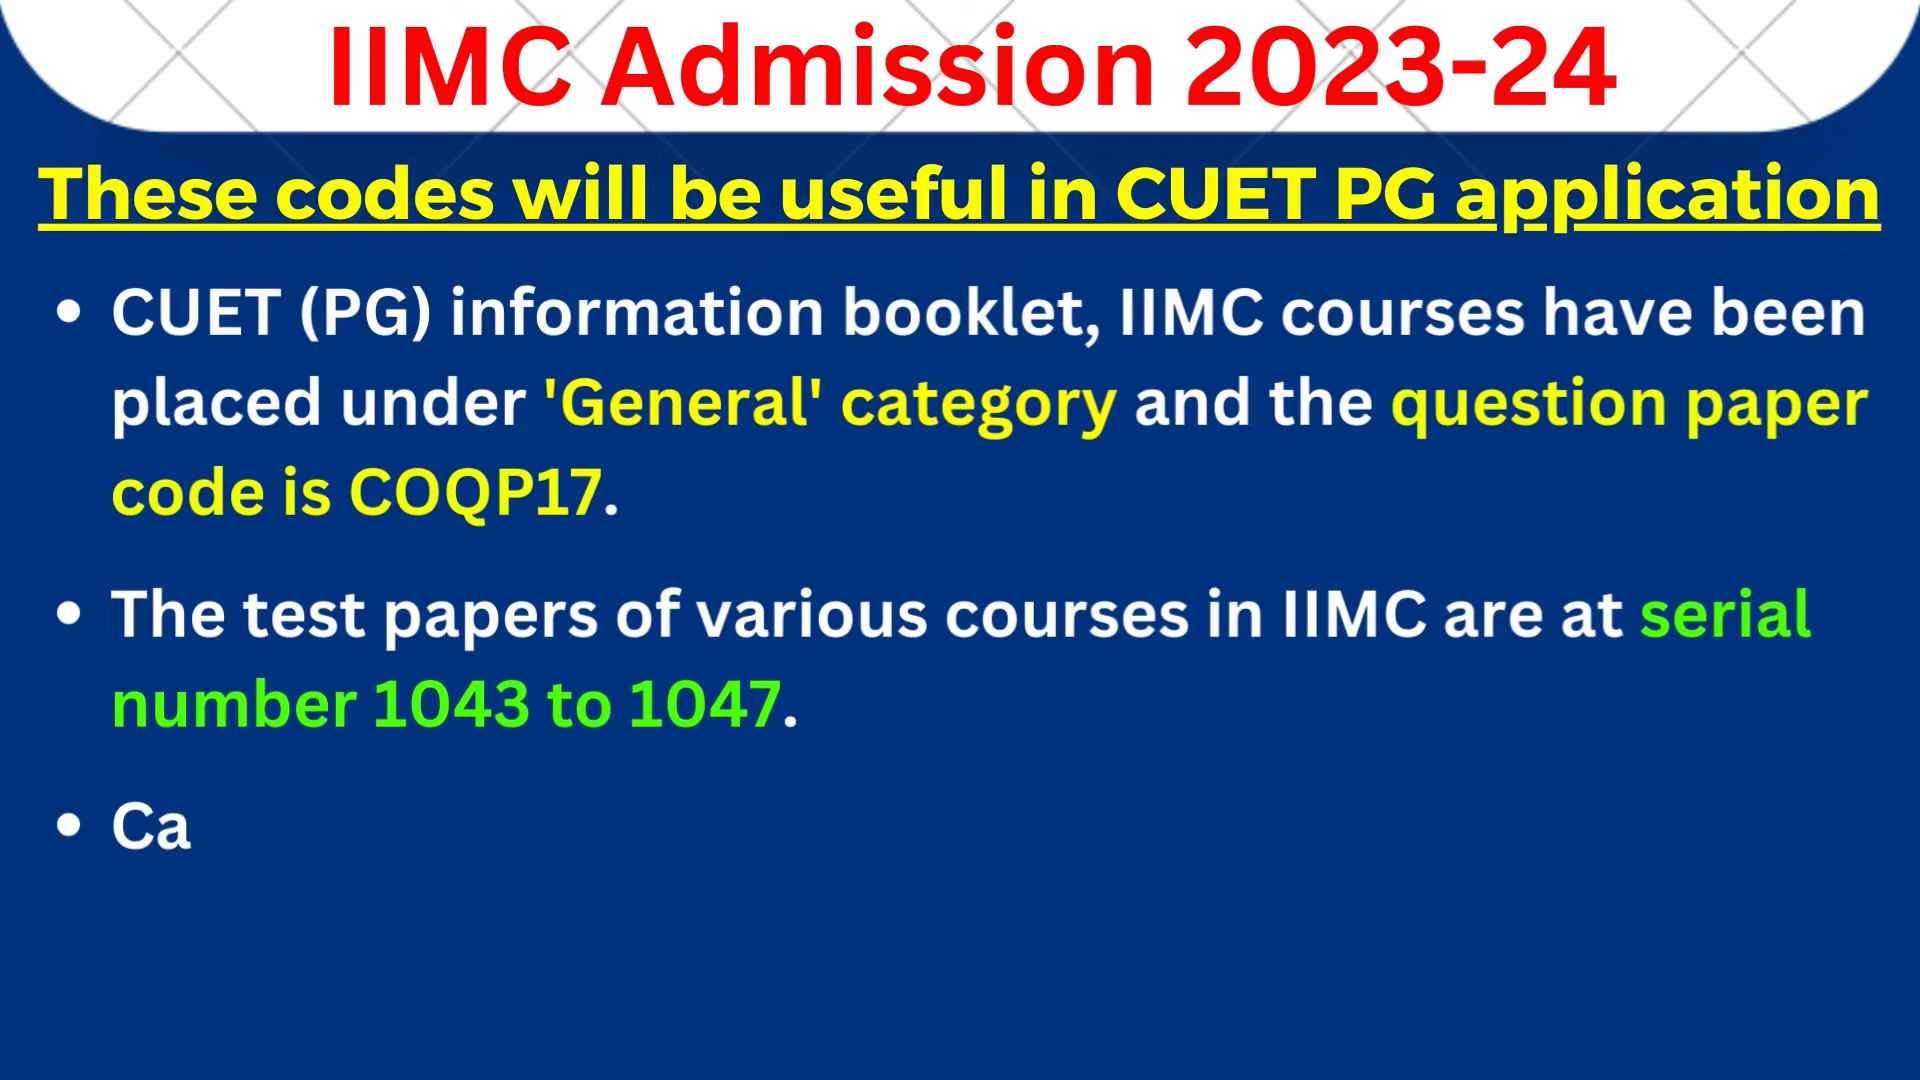 IIMC Admission 2023-24
These codes will be useful in CUET PG application
• CUET (PG) information booklet, IIMC courses have been
placed under 'General' category and the question paper
code is COQP17.
• The test papers of various courses in IIMC are at serial
number 1043 to 1047.
• Ca